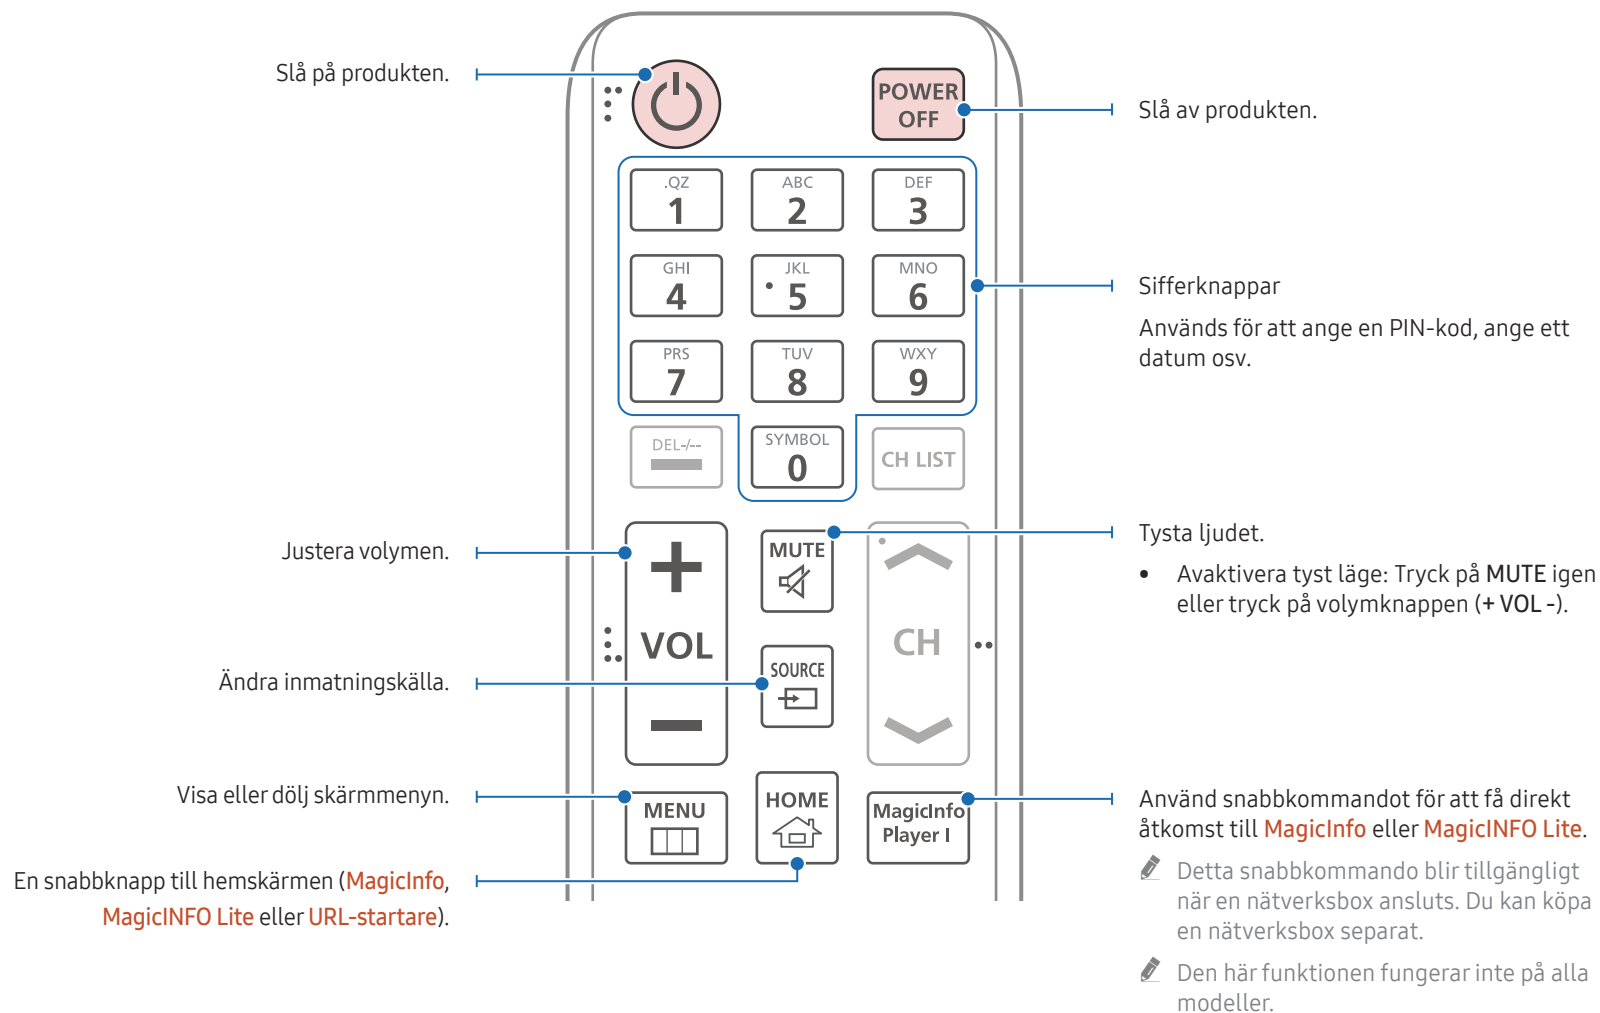 Slå på produkten.
POWER
OFF
Slå av produkten.
.QZ
1
ABC
2
DEF
3
GHI
4
JKL
5
MNO
6
Sifferknappar
Används för att ange en PIN-kod, ange ett
datum osv.
PRS
7
TUV
8
WXY
9
DEL-/--
SYMBOL
0
CH LIST
Justera volymen.
+
VOL
−
MUTE
Tysta ljudet.
• Avaktivera tyst läge: Tryck på MUTE igen
eller tryck på volymknappen (+ VOL -).
CH
Ändra inmatningskälla.
SOURCE
Visa eller dölj skärmmenyn.
MENU
HOME
MagicInfo
Player I
Använd snabbkommandot för att få direkt
åtkomst till MagicInfo eller MagicINFO Lite.
Detta snabbkommando blir tillgängligt
när en nätverksbox ansluts. Du kan köpa
en nätverksbox separat.
Den här funktionen fungerar inte på alla
modeller.
En snabbknapp till hemskärmen (MagicInfo,
MagicINFO Lite eller URL-startare).